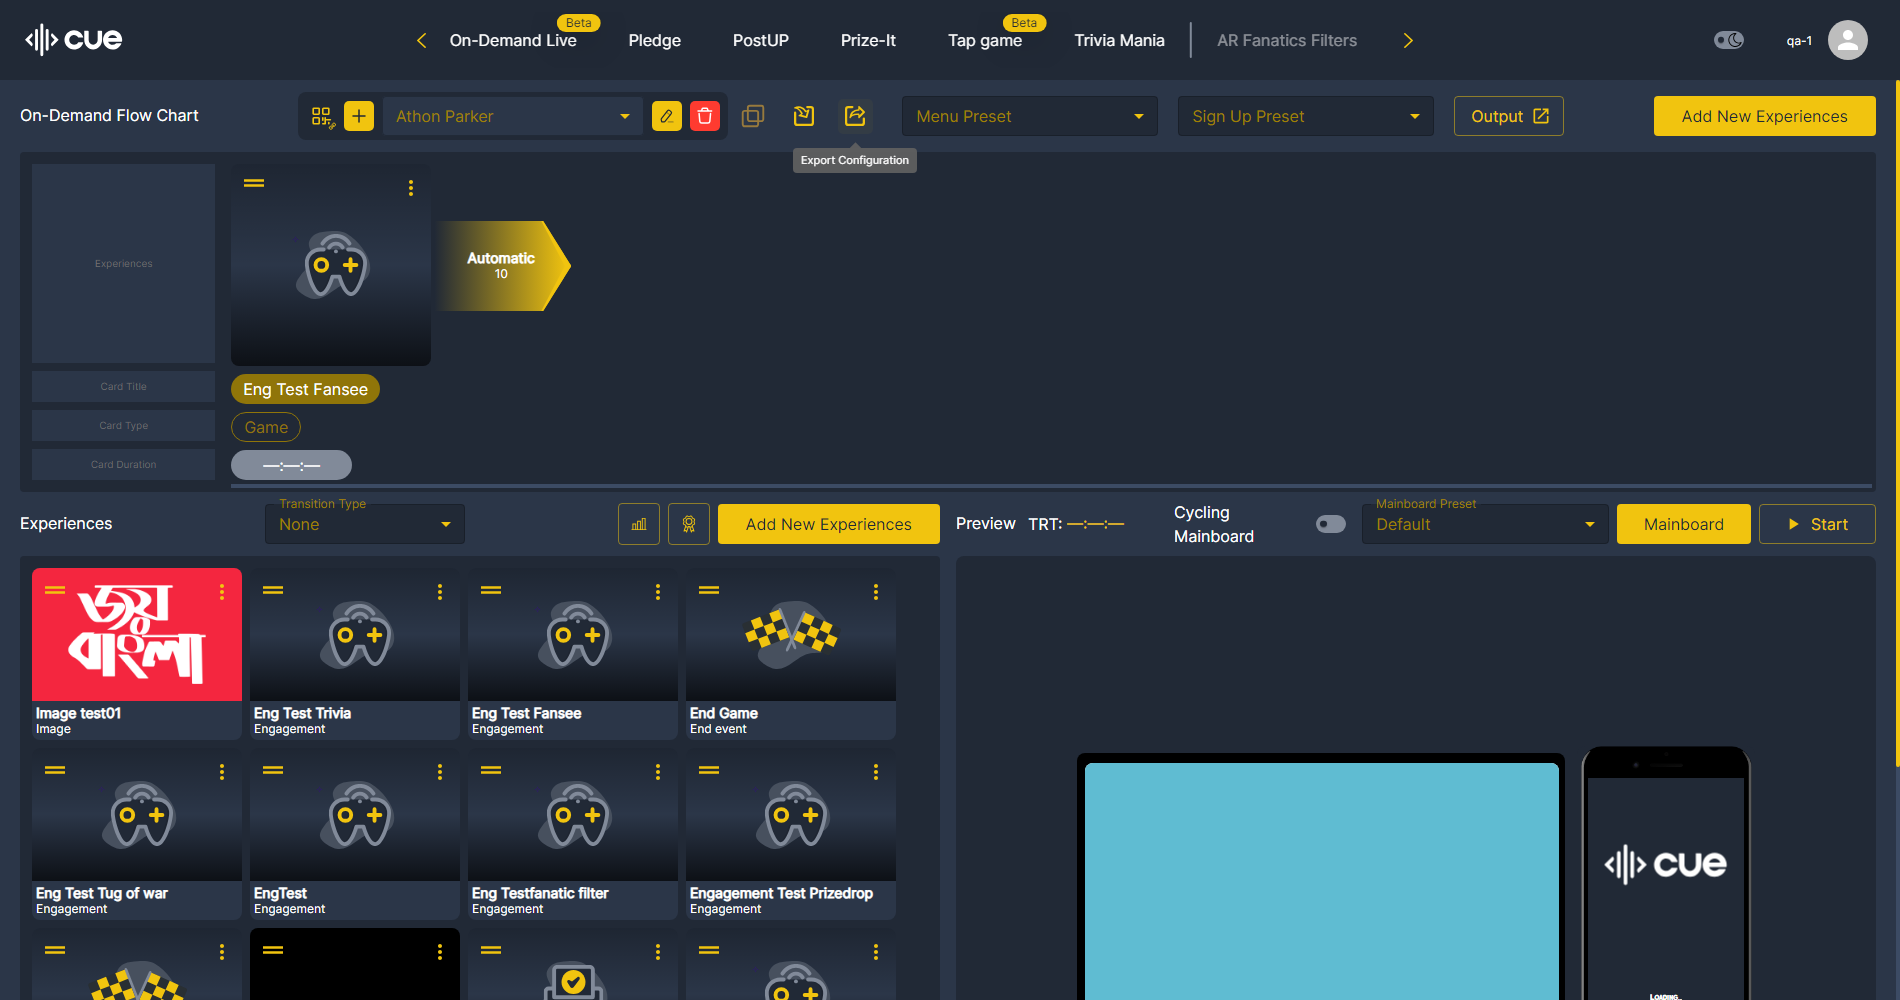 cue
On-Demand Live
Beta
Pledge
PostUP
Prize-It
Tap game
Beta
Trivia Mania
AR Fanatics Filters
qa-1
On-Demand Flow Chart
Athon Parker
Menu Preset
Sign Up Preset
Output
Add New Experiences
Export Configuration
Experiences
Automatic
10
Card Title
Eng Test Fansee
Card Type
Game
Card Duration
—:—:—
Experiences
Transition Type
None
Add New Experiences
Preview
TRT: —:—:—
Cycling
Mainboard
Mainboard Preset
Default
Mainboard
Start
জয়
বাংলা
Image test01
Image
Eng Test Trivia
Engagement
Eng Test Fansee
Engagement
End Game
End event
Eng Test Tug of war
Engagement
EngTest
Engagement
Eng Testfanatic filter
Engagement
Engagement Test Prizedrop
Engagement
cue
LOADING...